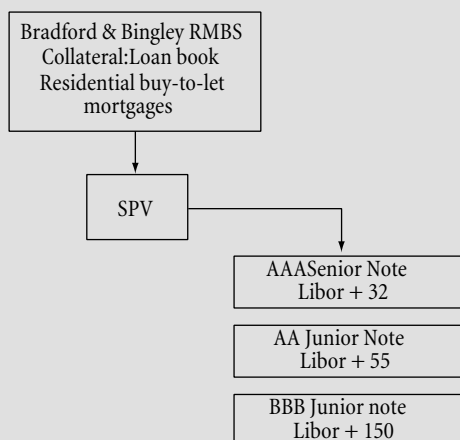 Bradford & Bingley RMBS
Collateral:Loan book
Residential buy-to-let
mortgages
SPV
AAASenior Note
Libor + 32
AA Junior Note
Libor + 55
BBB Junior note
Libor + 150